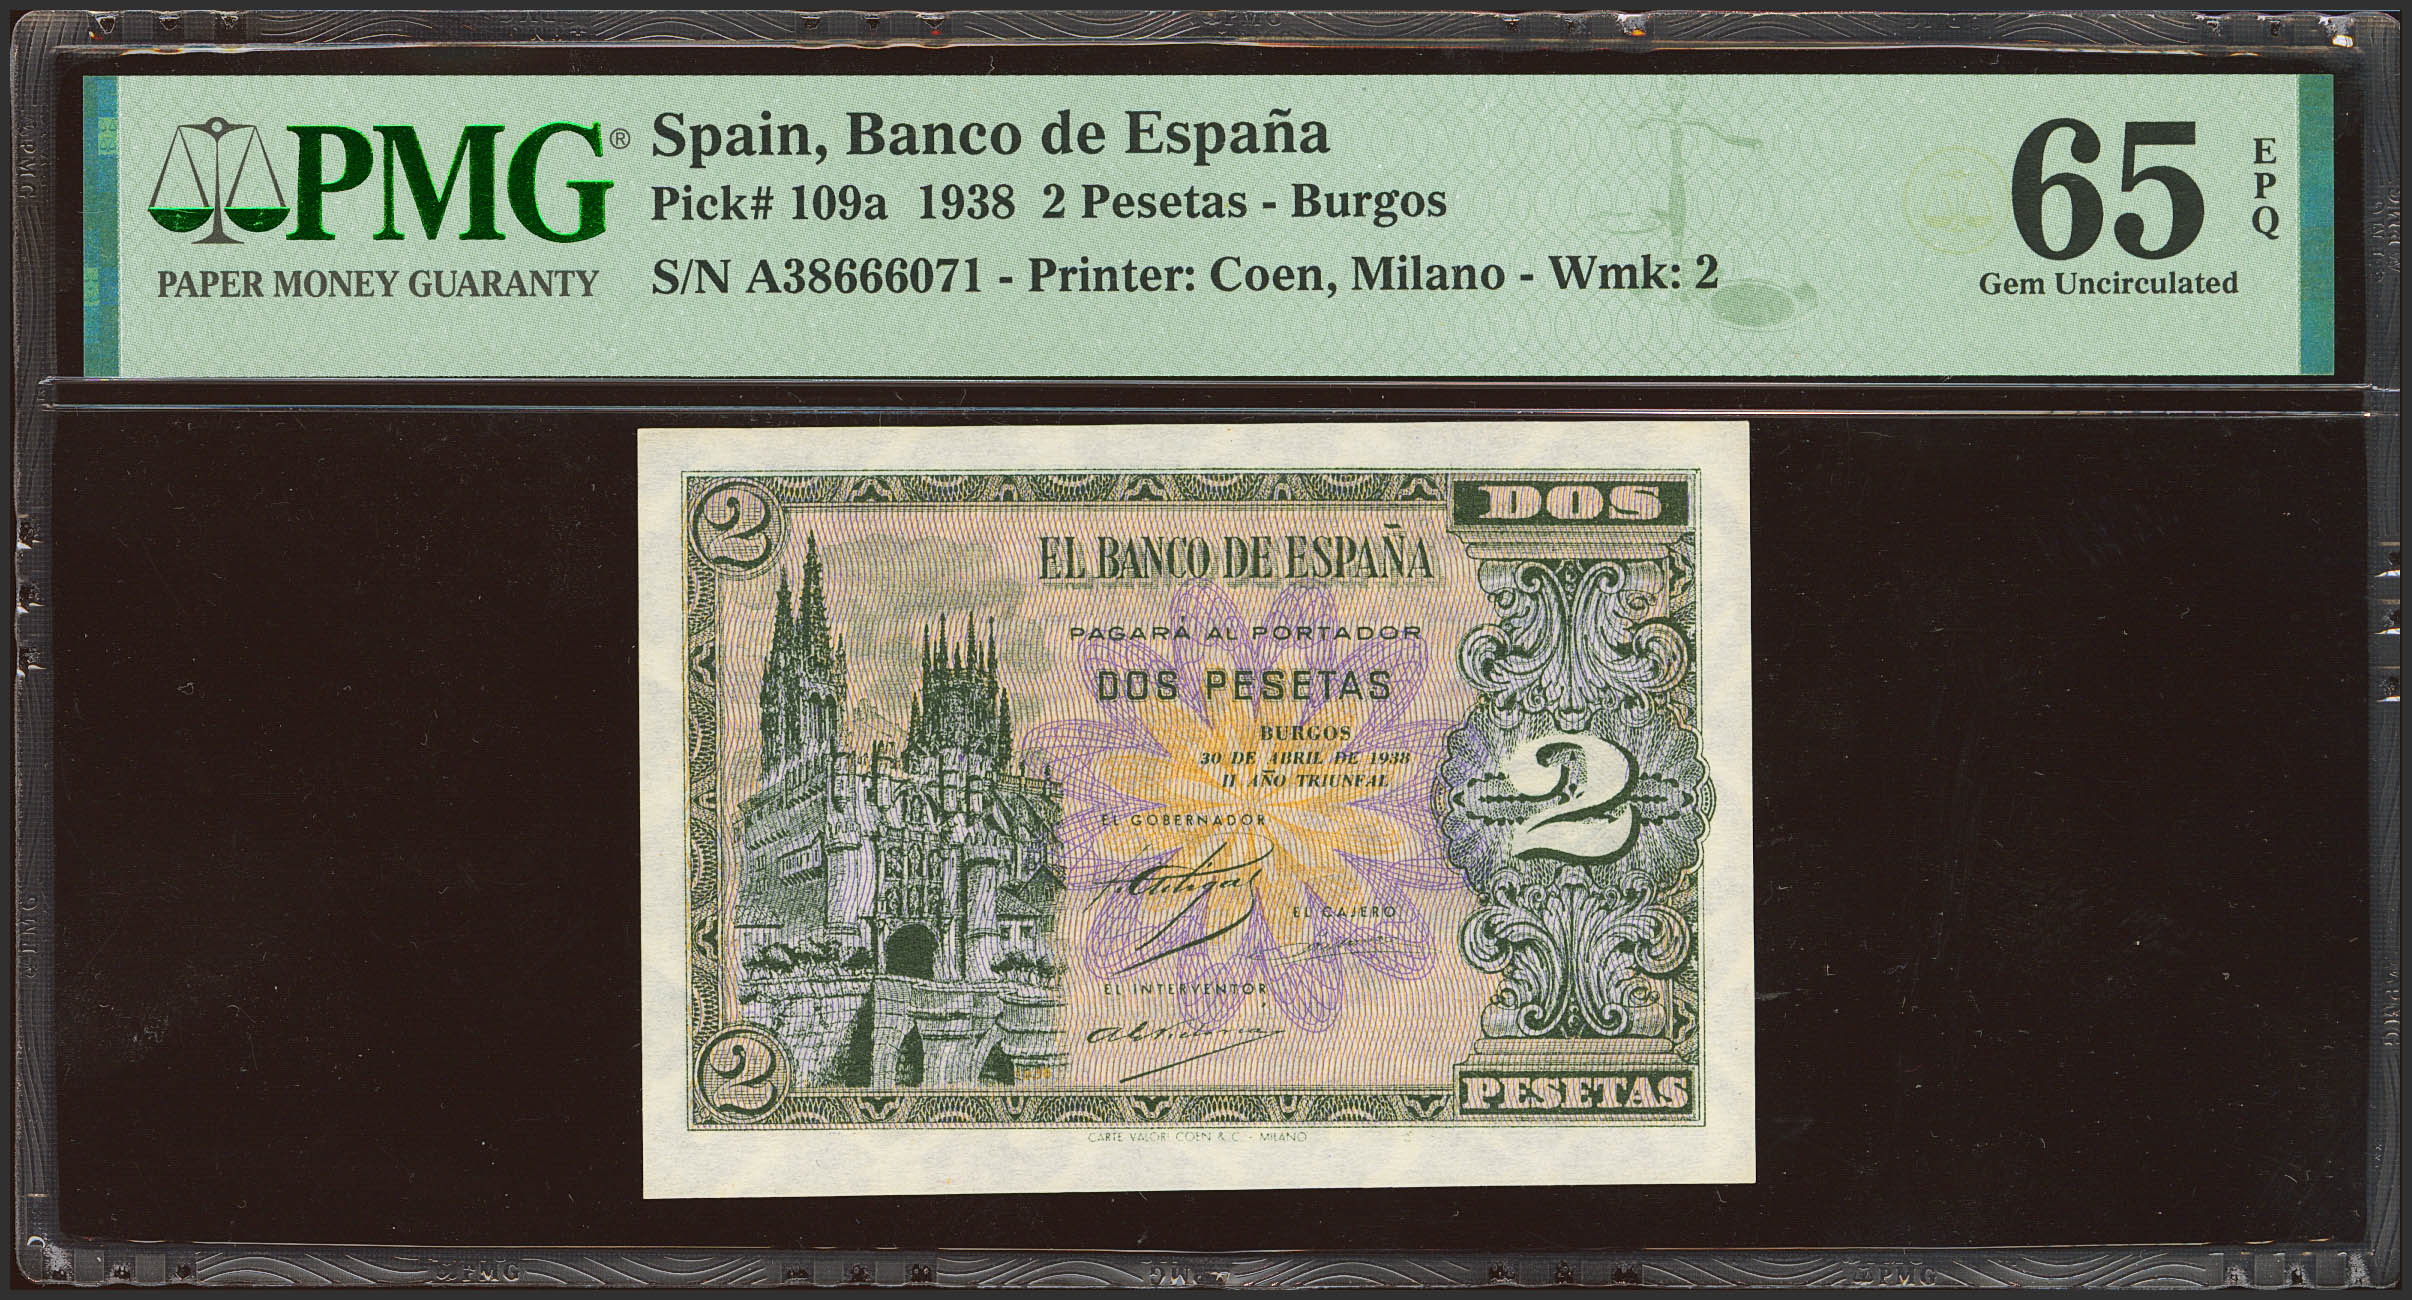 PMG®
PAPER MONEY GUARANTY
Spain, Banco de España
Pick# 109a 1938 2 Pesetas - Burgos
S/N A38666071 - Printer: Coen, Milano - Wmk: 2
65
EPQ
Gem Uncirculated
2
DOS
EL BANCO DE ESPAÑA
PAGARÁ AL PORTADOR
DOS PESETAS
BURGOS
30 DE ABRIL DE 1938
II AÑO TRIUNFAL
2
EL GOBERNADOR
EL CAJERO
EL INTERVENTOR
2
PESETAS
CARTE VALORI COEN & C. - MILANO